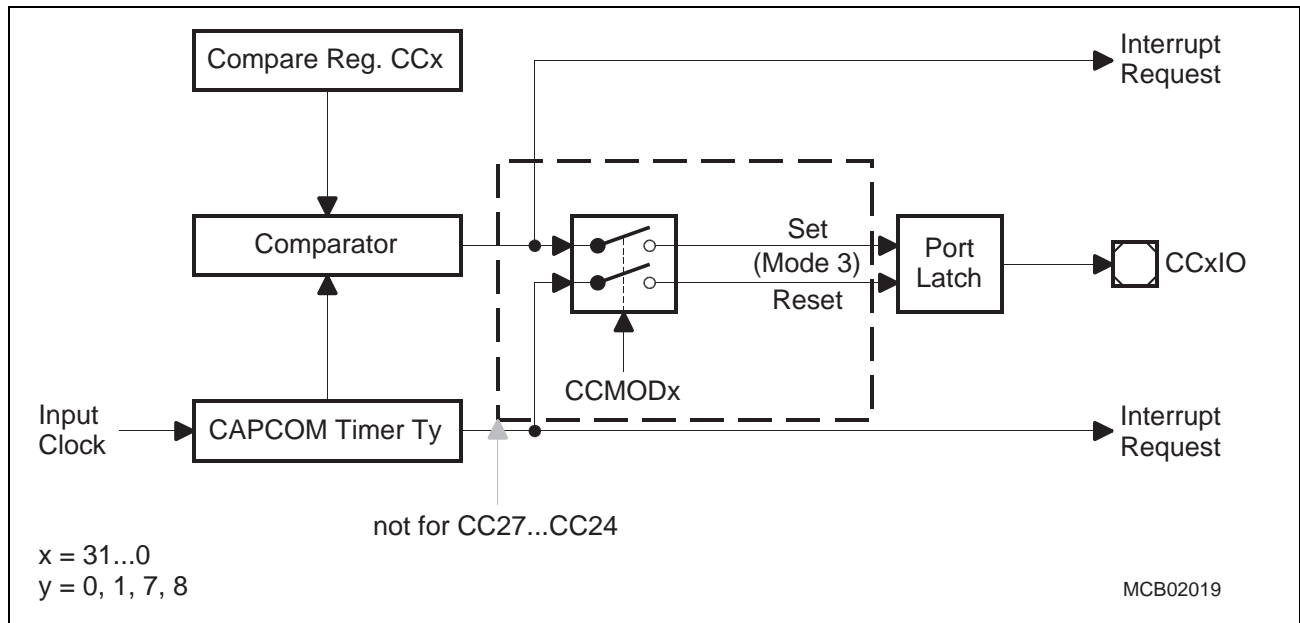 Compare Reg. CCx
Interrupt
Request
Comparator
Set
(Mode 3)
Reset
Port
Latch
CCxIO
CCMODx
Input
Clock
CAPCOM Timer Ty
Interrupt
Request
not for CC27...CC24
x = 31...0
y = 0, 1, 7, 8
MCB02019